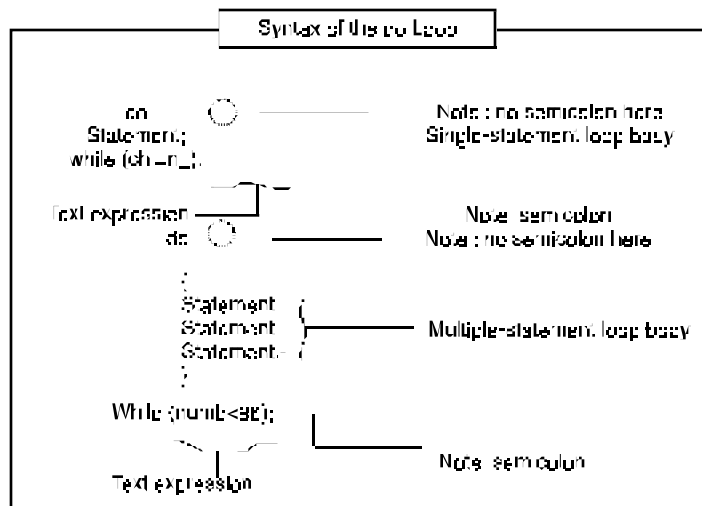 Syntax of the do Loop
do
Note : no semicolon here
Statement;
Single-statement loop body
while
Text expression
Note: semicolon
do
Note : no semicolon here
{
Statement
Statement
Statement
Multiple-statement loop body
}
While (numb<96);
Note: semicolon
Text expression